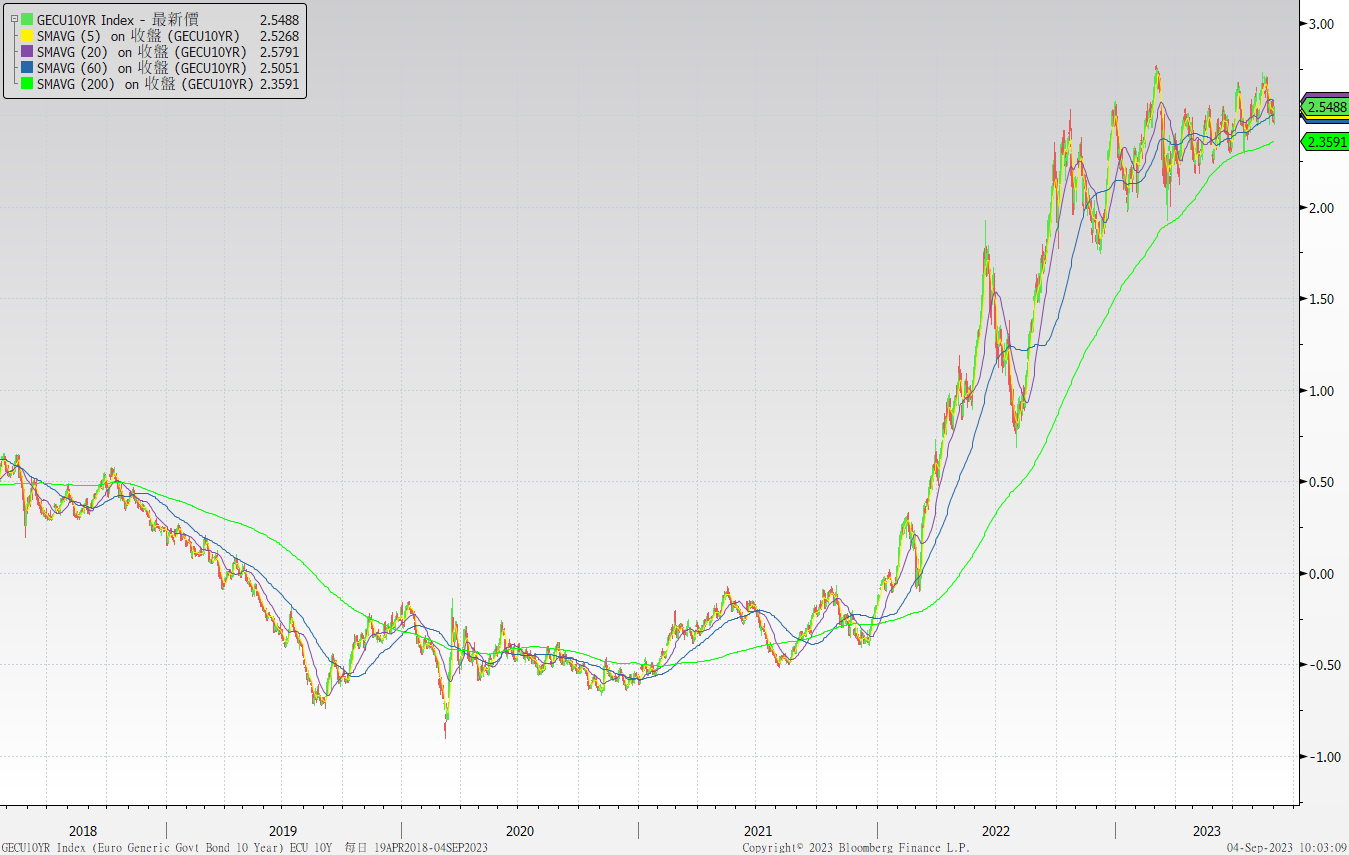 GECU10YR Index - 最新價 2.5488
SMAVG (5) on 收盤 (GECU10YR) 2.5268
SMAVG (20) on 收盤 (GECU10YR) 2.5791
SMAVG (60) on 收盤 (GECU10YR) 2.5051
SMAVG (200) on 收盤 (GECU10YR) 2.3591
3.00
2.5488
2.3591
2.00
1.50
1.00
0.50
0.00
-0.50
-1.00
2018 2019 2020 2021 2022 2023
GECU10YR Index (Euro Generic Govt Bond 10 Year) ECU 10Y 每日 19APR2018-04SEP2023 Copyright© 2023 Bloomberg Finance L.P. 04-Sep-2023 10:03:09